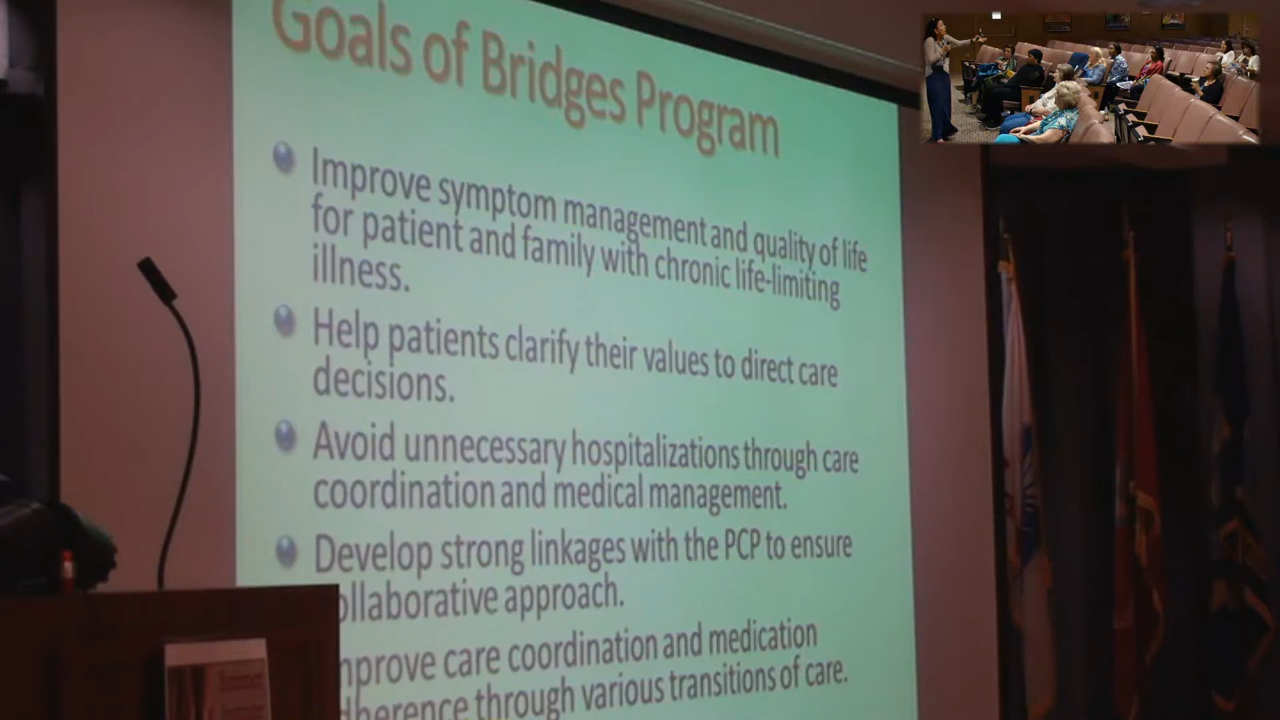 Goals of Bridges Program
Improve symptom management and quality of life
for patient and family with chronic life-limiting
illness.
Help patients clarify their values to direct care
decisions.
Avoid unnecessary hospitalizations through care
coordination and medical management.
Develop strong linkages with the PCP to ensure
ollaborative approach.
nprove care coordination and medication
dherence through various transitions of care.